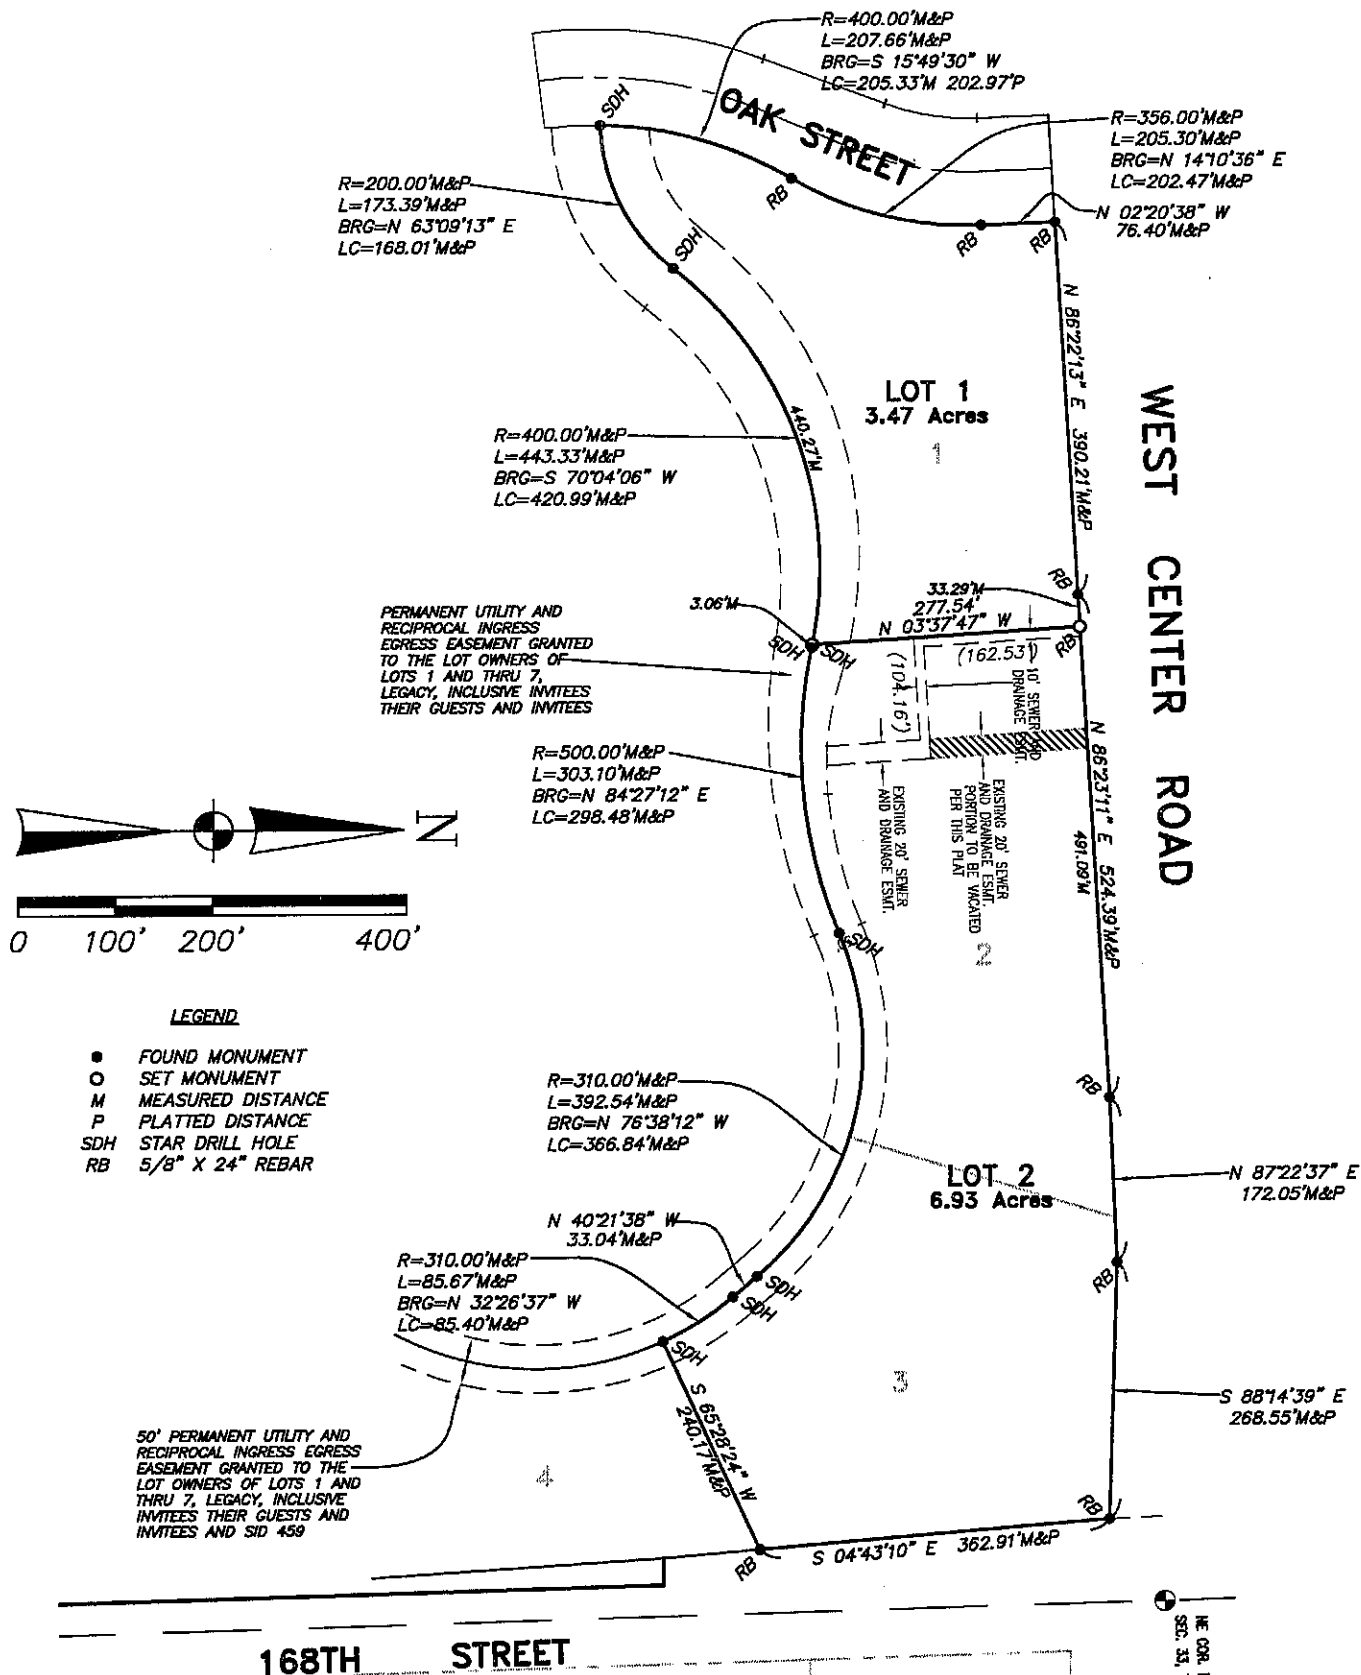 R=400.00'M&P
L=207.66'M&P
BRG=S 15°49'30" W
LC=205.33'M 202.97'P
OAK STREET
SDH
R=356.00'M&P
L=205.30'M&P
BRG=N 14°10'36" E
LC=202.47'M&P
R=200.00'M&P
L=173.39'M&P
BRG=N 63°09'13" E
LC=168.01'M&P
RB
N 02°20'38" W
76.40'M&P
RB
RB
SDH
N 86°22'13" E 390.21'M&P
WEST CENTER ROAD
LOT 1
3.47 Acres
1
440.27'M
R=400.00'M&P
L=443.33'M&P
BRG=S 70°04'06" W
LC=420.99'M&P
RB
33.29'M
277.54'
N 03°37'47" W
3.06'M
SDH
SDH
RB
PERMANENT UTILITY AND
RECIPROCAL INGRESS
EGRESS EASEMENT GRANTED
TO THE LOT OWNERS OF
LOTS 1 AND THRU 7,
LEGACY, INCLUSIVE INVITEES
THEIR GUESTS AND INVITEES
(162.53')
(104.16')
10' SEWER AND
DRAINAGE ESMT.
R=500.00'M&P
L=303.10'M&P
BRG=N 84°27'12" E
LC=298.48'M&P
N 86°23'11" E 524.39'M&P
491.09'M
EXISTING 20' SEWER
AND DRAINAGE ESMT.
PORTION TO BE VACATED
PER THIS PLAT
EXISTING 20' SEWER
AND DRAINAGE ESMT.
N
0 100' 200' 400'
SDH
2
LEGEND
FOUND MONUMENT
SET MONUMENT
M MEASURED DISTANCE
P PLATTED DISTANCE
SDH STAR DRILL HOLE
RB 5/8" X 24" REBAR
RB
R=310.00'M&P
L=392.54'M&P
BRG=N 76°38'12" W
LC=366.84'M&P
LOT 2
6.93 Acres
N 87°22'37" E
172.05'M&P
N 40°21'38" W
33.04'M&P
R=310.00'M&P
L=85.67'M&P
BRG=N 32°26'37" W
LC=85.40'M&P
SDH
SDH
RB
SDH
3
S 65°28'24" W
240.17'M&P
S 88°14'39" E
268.55'M&P
50' PERMANENT UTILITY AND
RECIPROCAL INGRESS EGRESS
EASEMENT GRANTED TO THE
LOT OWNERS OF LOTS 1 AND
THRU 7, LEGACY, INCLUSIVE
INVITEES THEIR GUESTS AND
INVITEES AND SID 459
4
RB
RB
S 04°43'10" E 362.91'M&P
168TH STREET
NE COR.
SEC. 33,